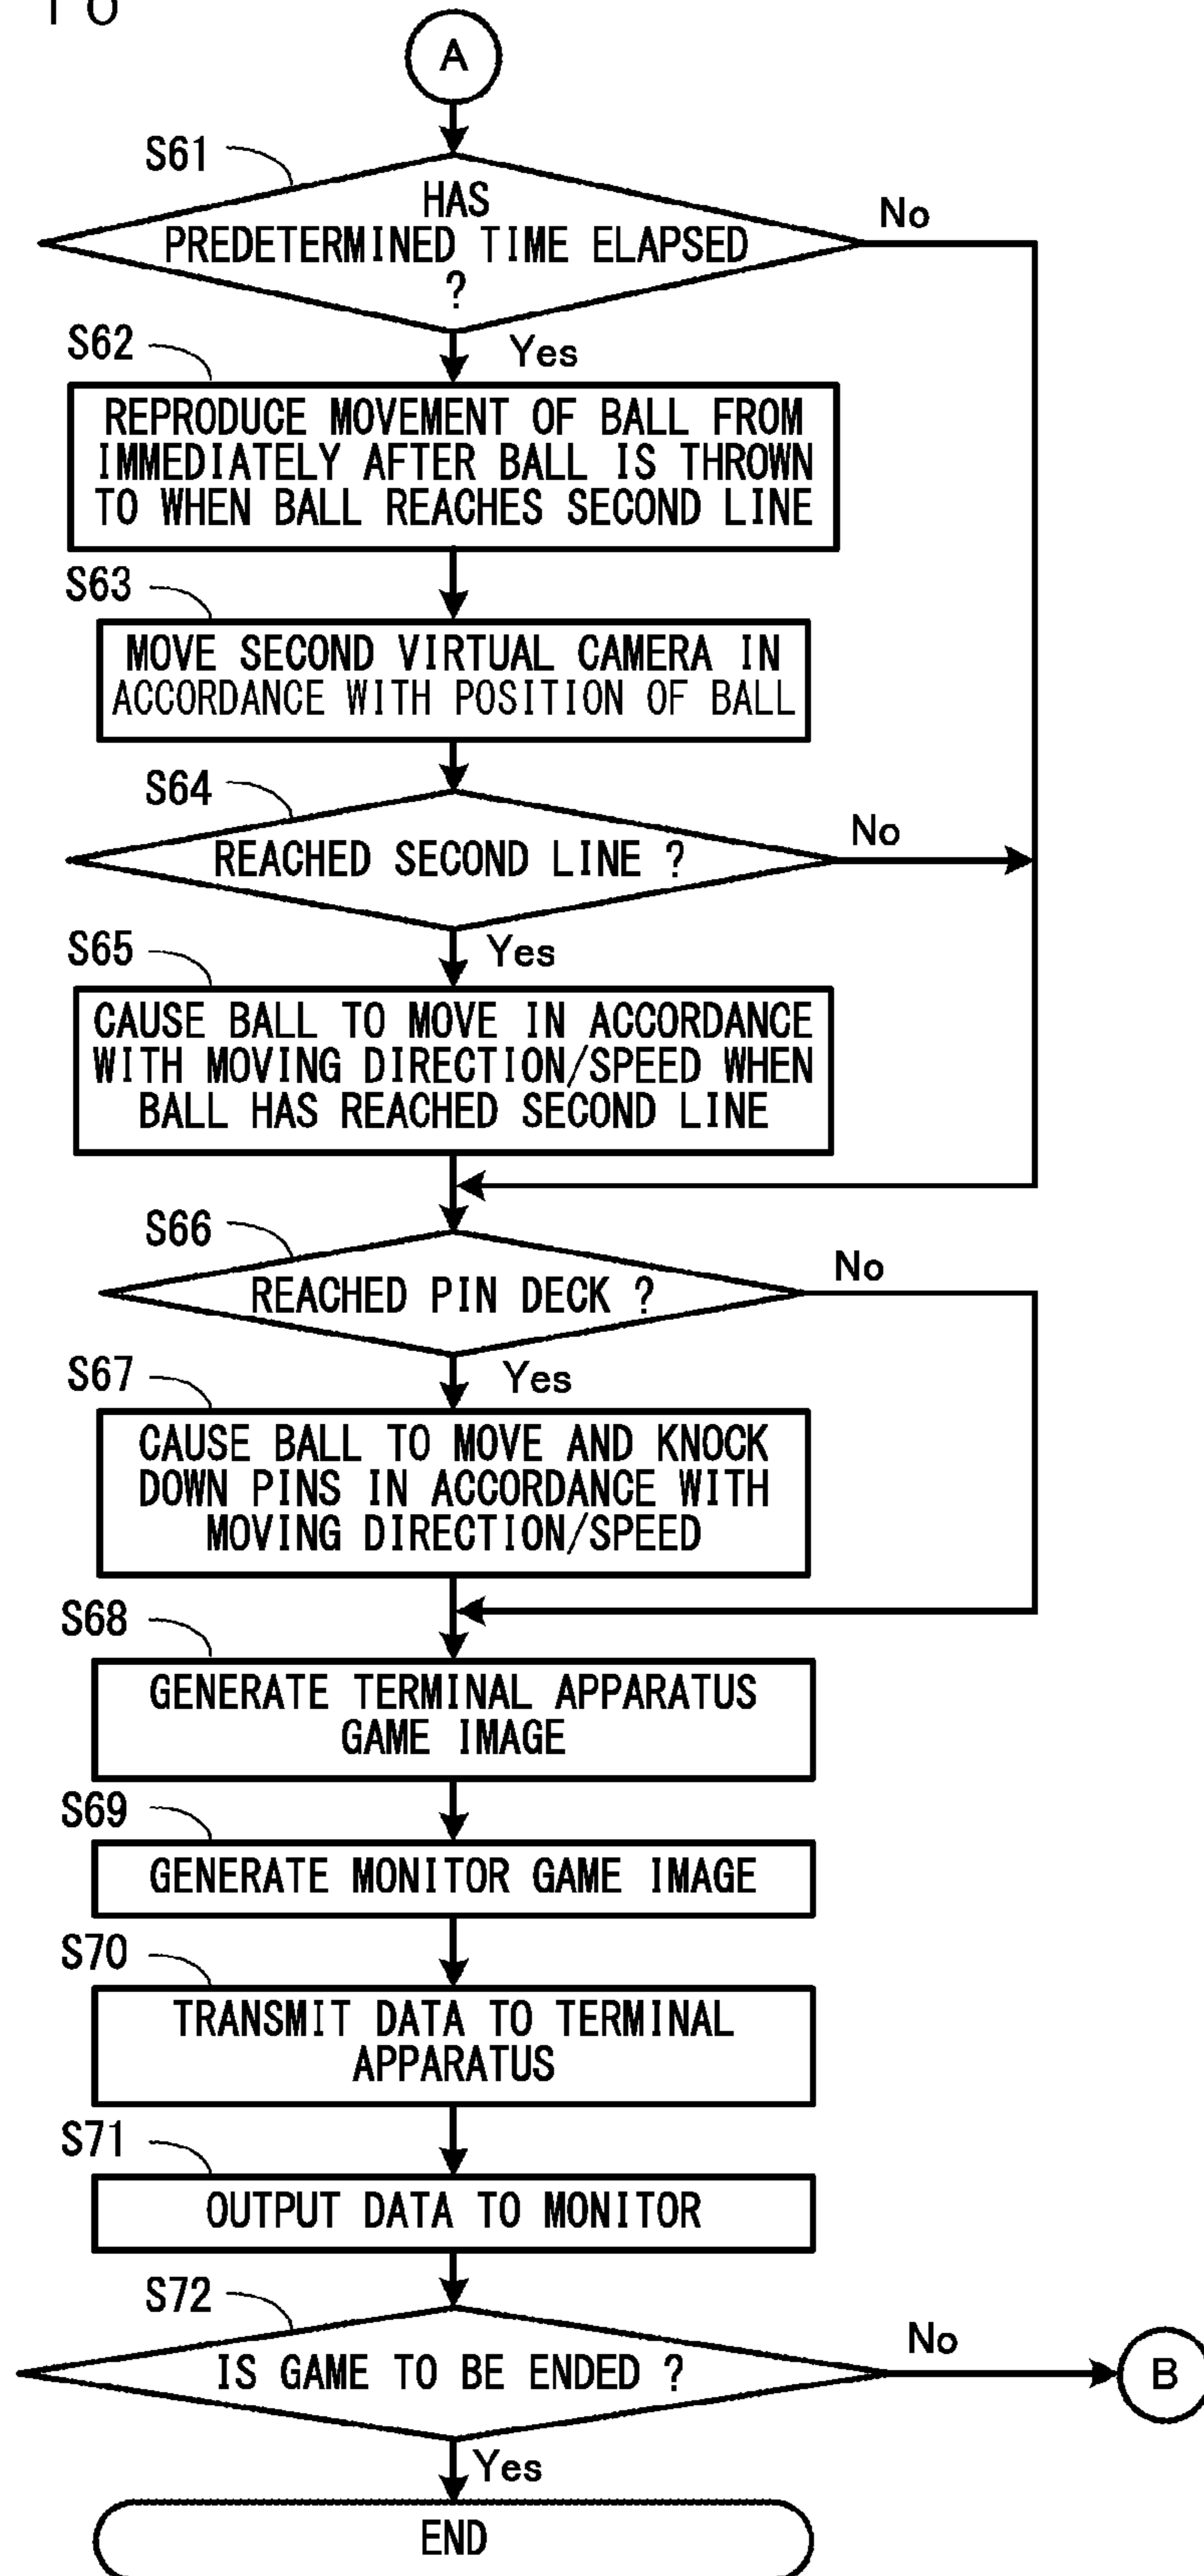 10
A
S61
HAS
PREDETERMINED TIME ELAPSED
?
No
Yes
S62
REPRODUCE MOVEMENT OF BALL FROM
IMMEDIATELY AFTER BALL IS THROWN
TO WHEN BALL REACHES SECOND LINE
S63
MOVE SECOND VIRTUAL CAMERA IN
ACCORDANCE WITH POSITION OF BALL
S64
REACHED SECOND LINE ?
No
Yes
S65
CAUSE BALL TO MOVE IN ACCORDANCE
WITH MOVING DIRECTION/SPEED WHEN
BALL HAS REACHED SECOND LINE
S66
REACHED PIN DECK ?
No
Yes
S67
CAUSE BALL TO MOVE AND KNOCK
DOWN PINS IN ACCORDANCE WITH
MOVING DIRECTION/SPEED
S68
GENERATE TERMINAL APPARATUS
GAME IMAGE
S69
GENERATE MONITOR GAME IMAGE
S70
TRANSMIT DATA TO TERMINAL
APPARATUS
S71
OUTPUT DATA TO MONITOR
S72
IS GAME TO BE ENDED ?
No
B
Yes
END